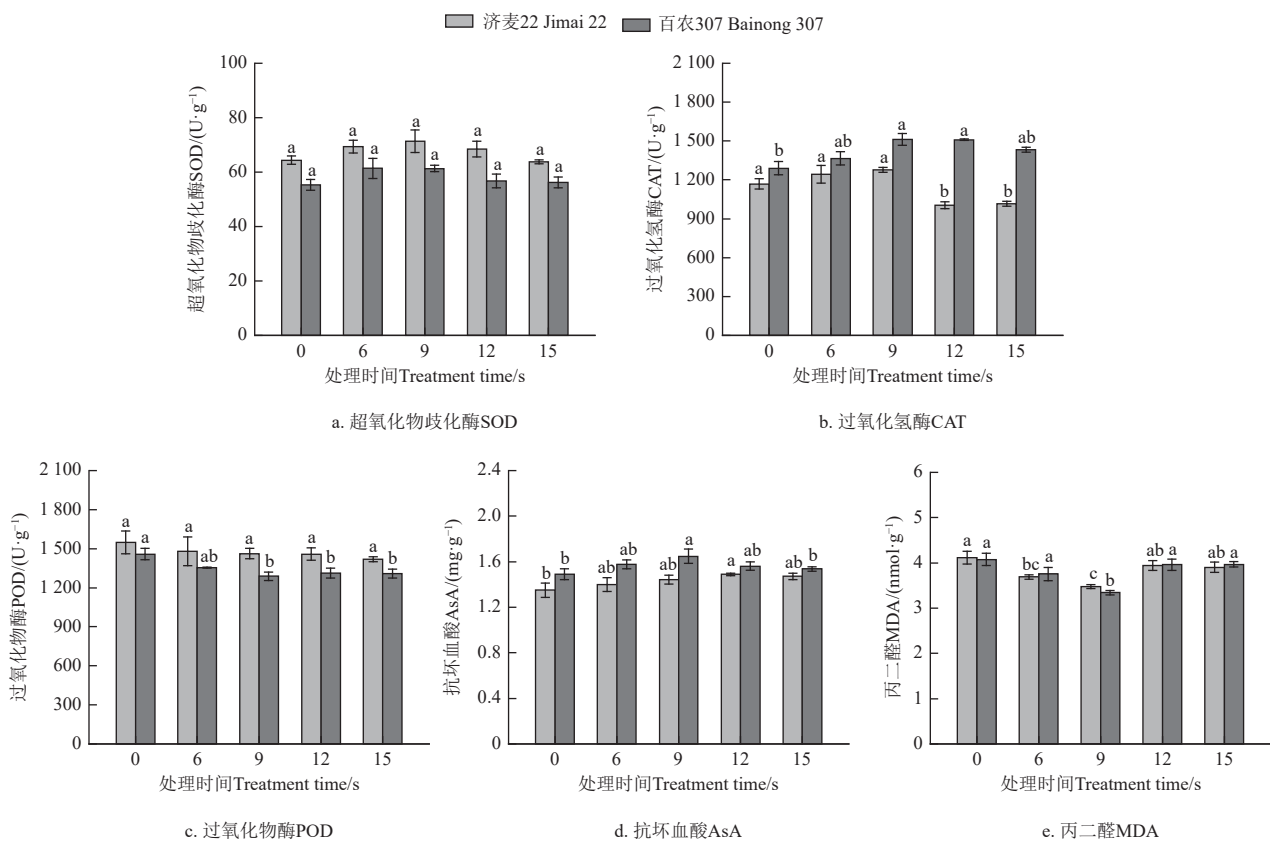 济麦22 Jimai 22 百农307 Bainong 307
超氧化物歧化酶SOD/(U·g⁻¹)
100
80
60
40
20
0
a a a a a
a a a a a
0 6 9 12 15
处理时间Treatment time/s
a. 超氧化物歧化酶SOD
过氧化氢酶CAT/(U·g⁻¹)
2 100
1 800
1 500
1 200
900
600
300
0
a b a ab a a b a b ab
0 6 9 12 15
处理时间Treatment time/s
b. 过氧化氢酶CAT
过氧化物酶POD/(U·g⁻¹)
2 100
1 800
1 500
1 200
900
600
300
0
a a a ab a b a b a b
0 6 9 12 15
处理时间Treatment time/s
c. 过氧化物酶POD
抗坏血酸AsA/(mg·g⁻¹)
2.4
2.0
1.6
1.2
0.8
0.4
0
b b ab ab ab a a ab ab b
0 6 9 12 15
处理时间Treatment time/s
d. 抗坏血酸AsA
丙二醛MDA/(nmol·g⁻¹)
6
5
4
3
2
1
0
a a bc a c b ab a ab a
0 6 9 12 15
处理时间Treatment time/s
e. 丙二醛MDA